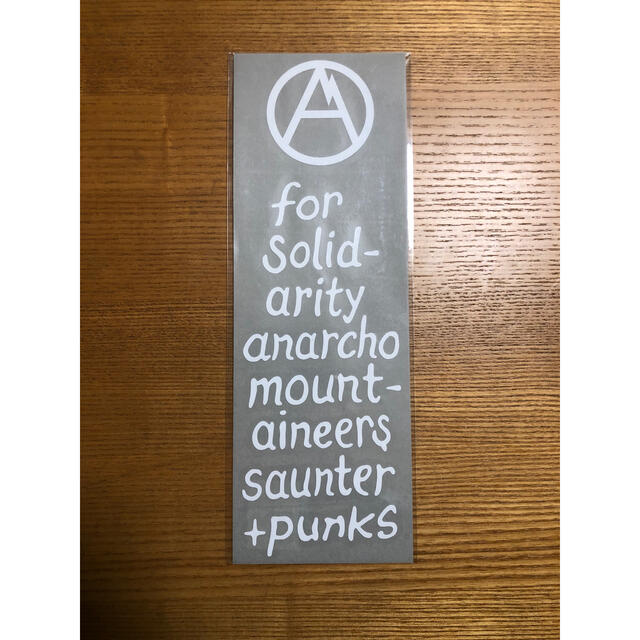 A
for
solid-
arity
anarcho
mount-
aineers
saunter
+punks